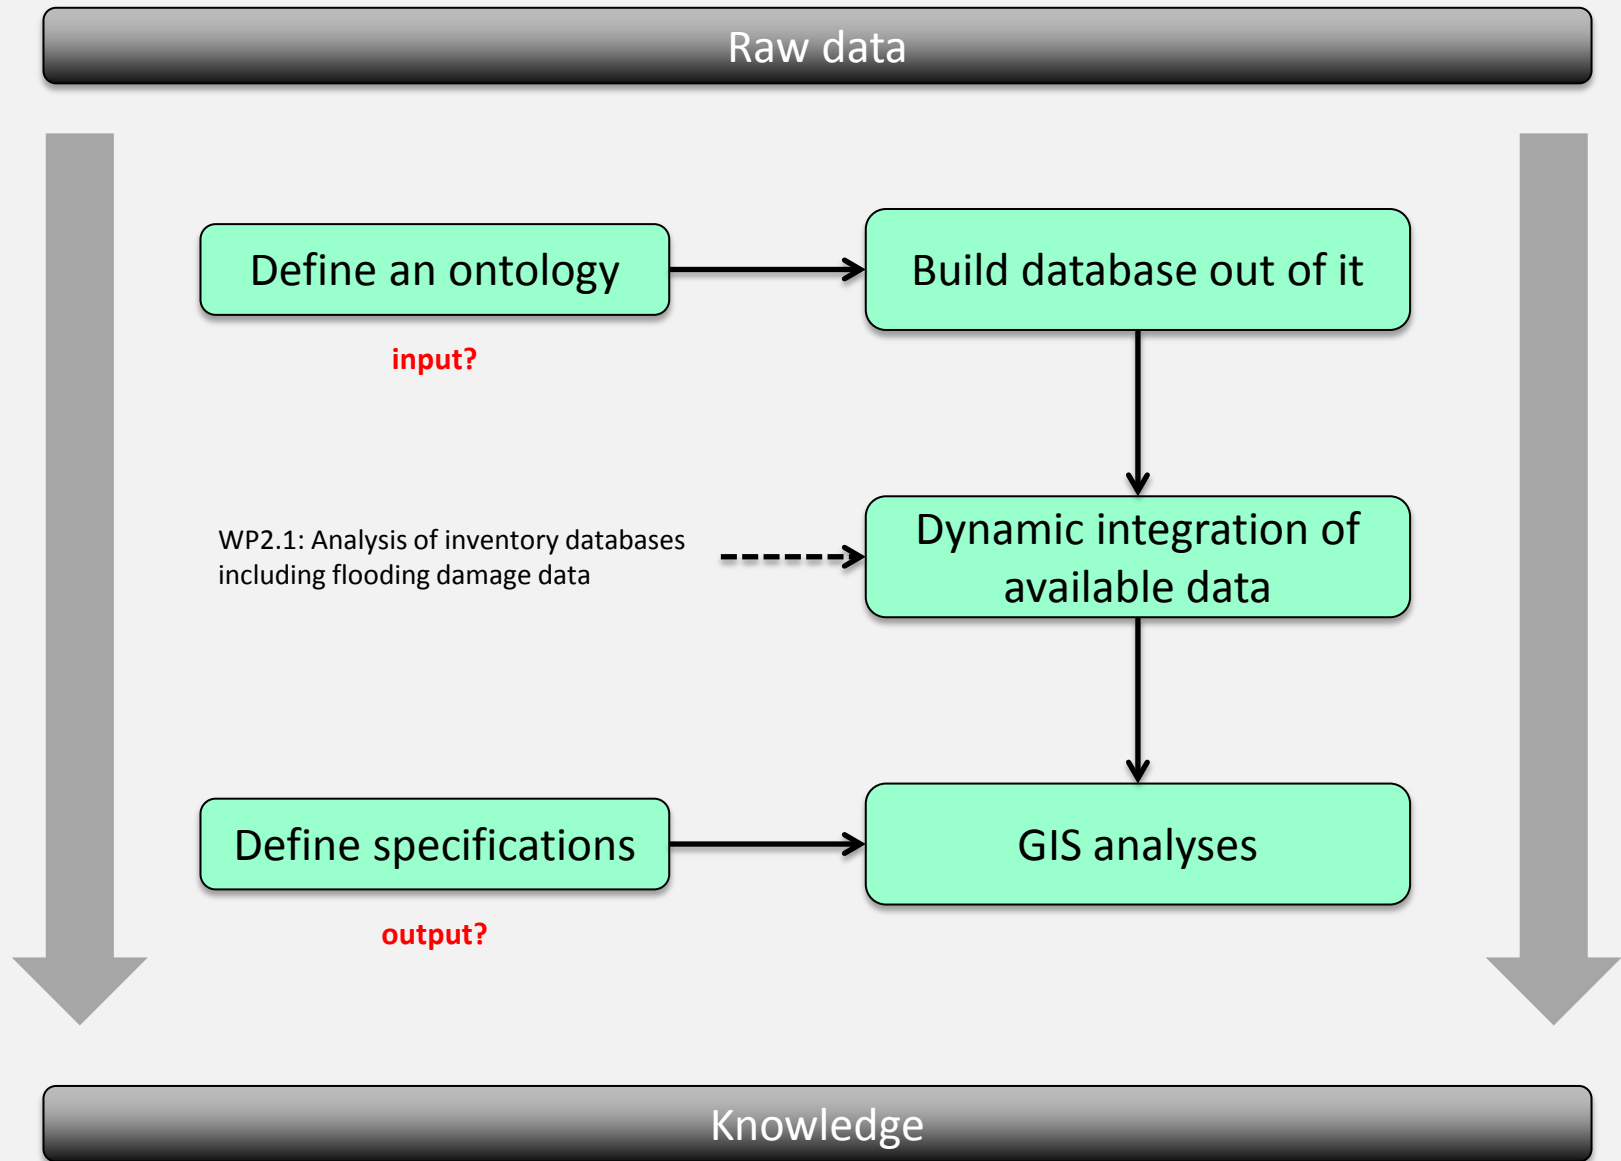 Raw data
Define an ontology
Build database out of it
input?
WP2.1: Analysis of inventory databases
including flooding damage data
Dynamic integration of
available data
Define specifications
GIS analyses
output?
Knowledge